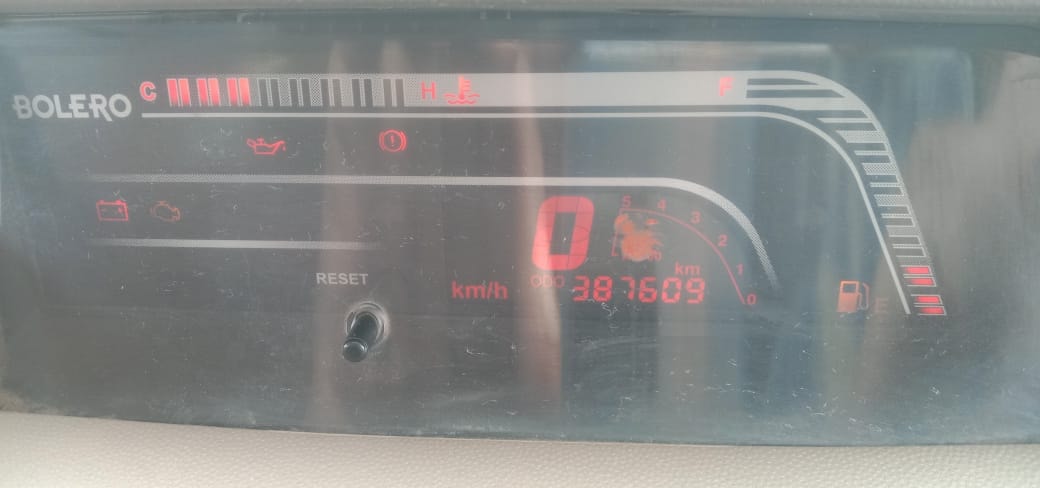 BOLERO C H F
5 4 3 2 1 0
RESET
0
km/h ODO 387609 km
E